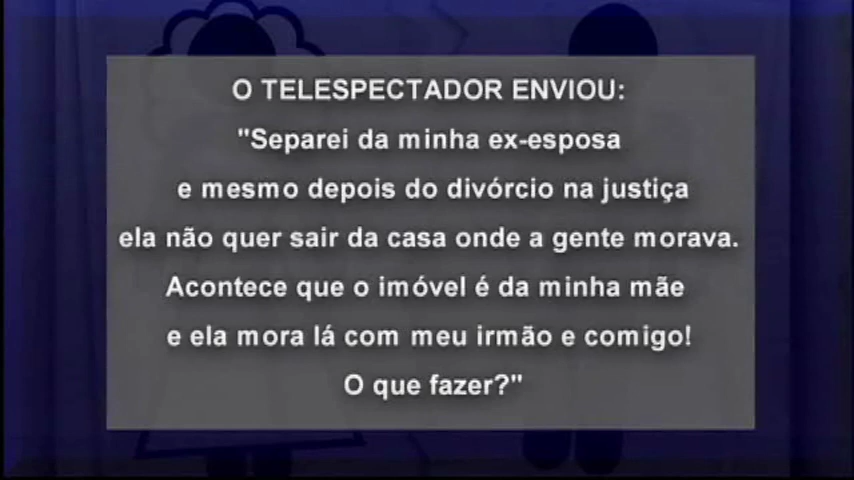 O TELESPECTADOR ENVIOU:
"Separei da minha ex-esposa
e mesmo depois do divórcio na justiça
ela não quer sair da casa onde a gente morava.
Acontece que o imóvel é da minha mãe
e ela mora lá com meu irmão e comigo!
O que fazer?"